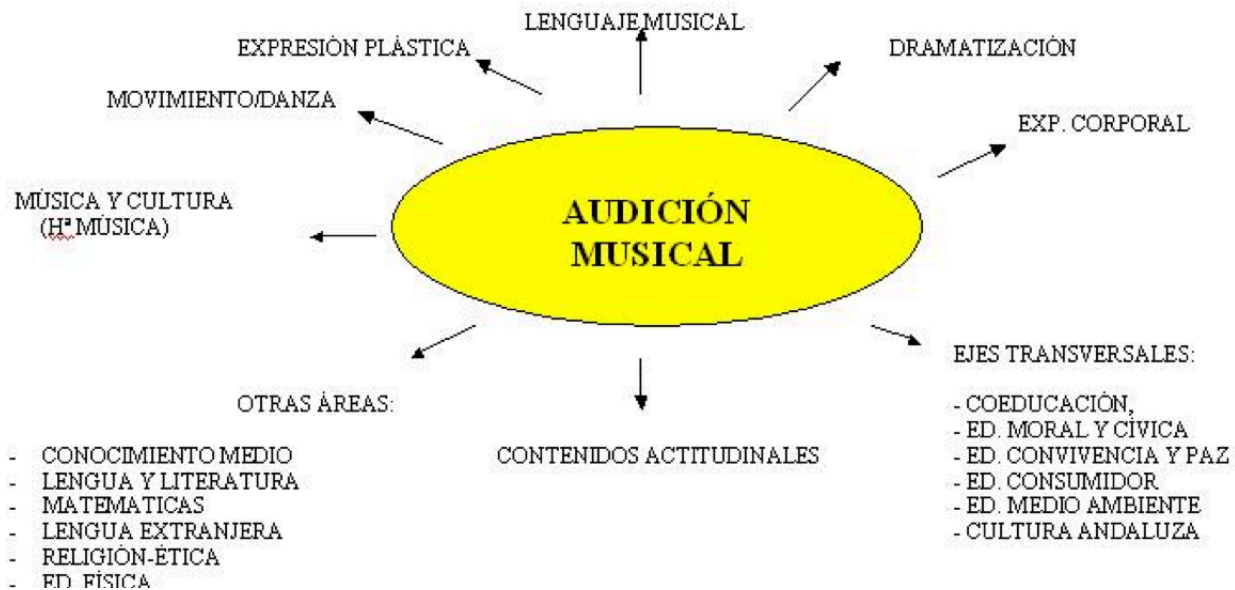 LENGUAJE MUSICAL
EXPRESIÓN PLÁSTICA
DRAMATIZACIÓN
MOVIMIENTO/DANZA
EXP. CORPORAL
MÚSICA Y CULTURA
(Hª MÚSICA)
AUDICIÓN
MUSICAL
OTRAS ÁREAS:
- CONOCIMIENTO MEDIO
- LENGUA Y LITERATURA
- MATEMATICAS
- LENGUA EXTRANJERA
- RELIGIÓN-ÉTICA
- ED. FÍSICA
CONTENIDOS ACTITUDINALES
EJES TRANSVERSALES:
- COEDUCACIÓN,
- ED. MORAL Y CÍVICA
- ED. CONVIVENCIA Y PAZ
- ED. CONSUMIDOR
- ED. MEDIO AMBIENTE
- CULTURA ANDALUZA